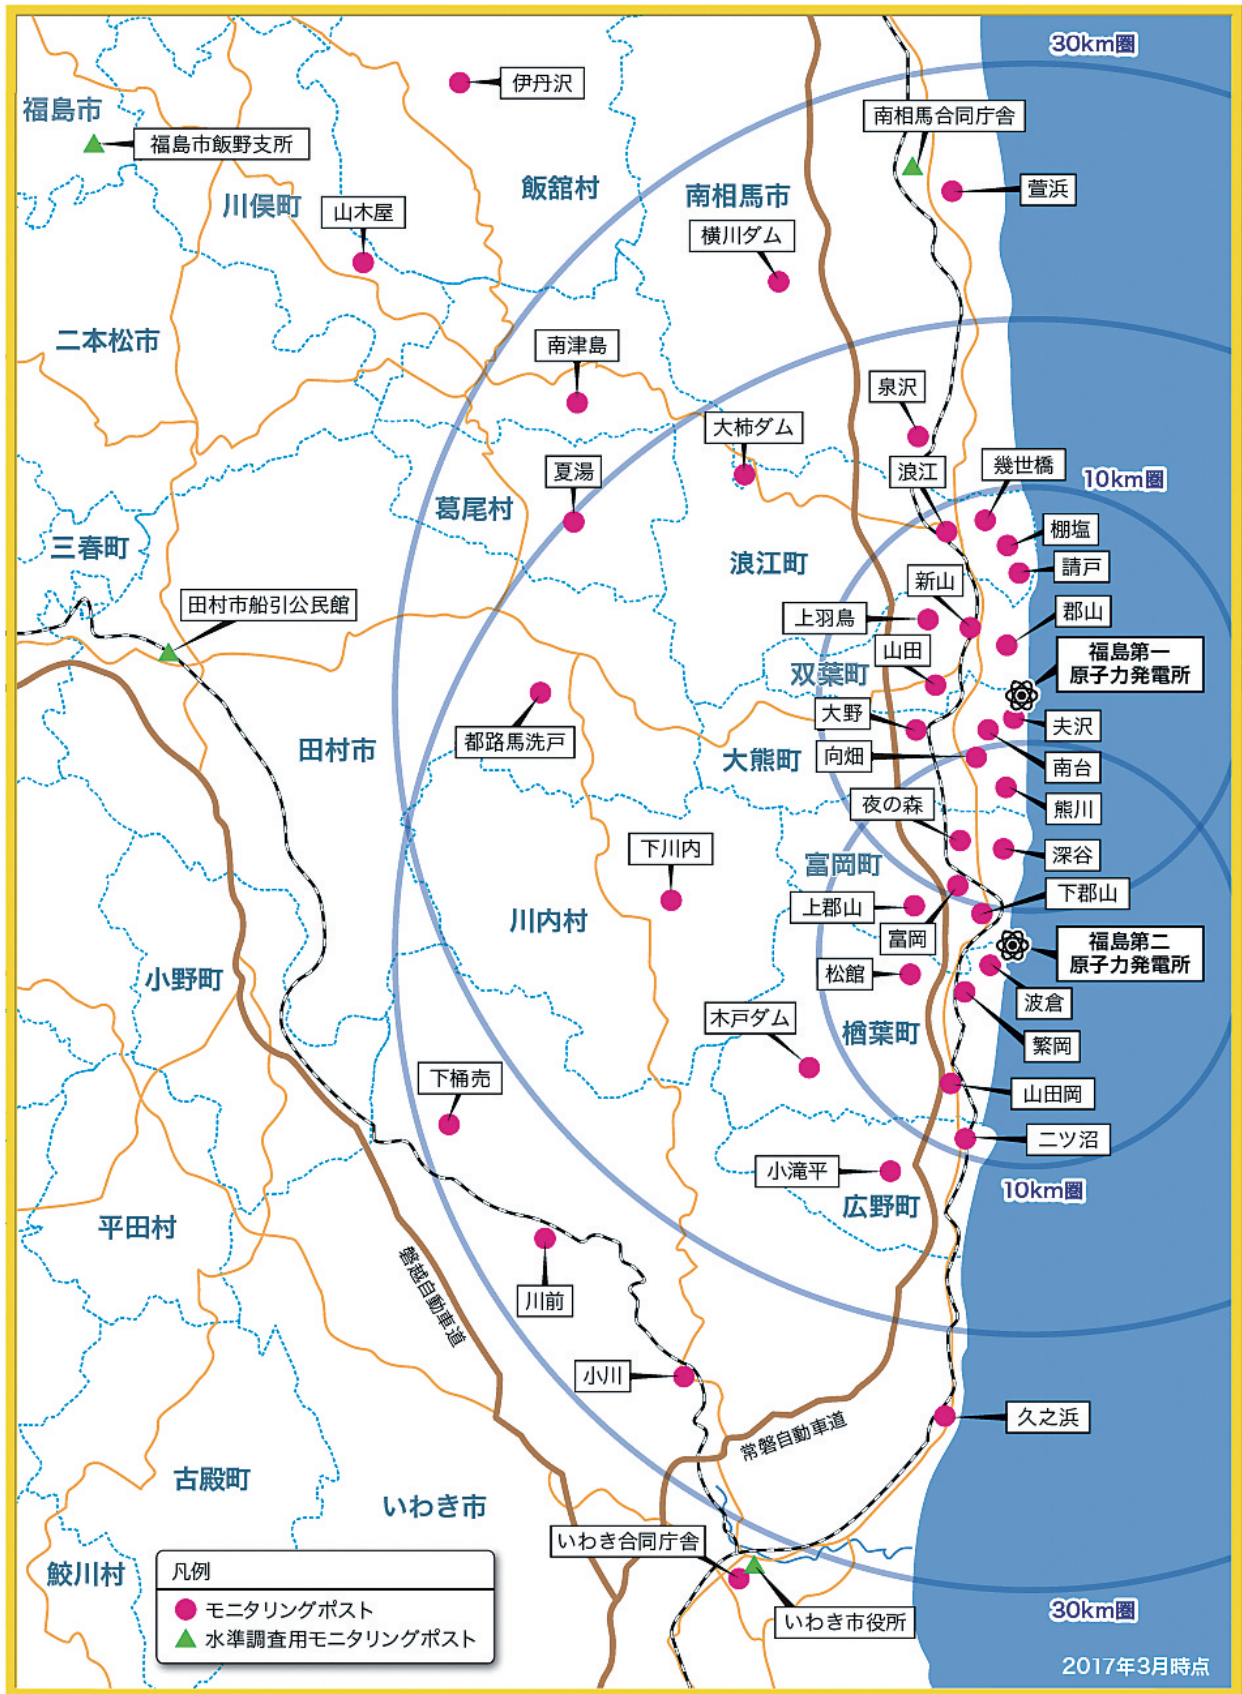 30km圏
伊丹沢
福島市
南相馬合同庁舎
福島市飯野支所
飯舘村
南相馬市
萱浜
川俣町
山木屋
横川ダム
二本松市
南津島
泉沢
大柿ダム
夏湯
浪江
幾世橋
10km圏
葛尾村
棚塩
三春町
浪江町
請戸
新山
田村市船引公民館
上羽鳥
郡山
山田
福島第一
原子力発電所
双葉町
大野
夫沢
都路馬洗戸
田村市
大熊町
向畑
南台
夜の森
熊川
下川内
深谷
富岡町
下郡山
上郡山
川内村
富岡
福島第二
原子力発電所
小野町
松館
波倉
木戸ダム
楢葉町
繁岡
下桶売
山田岡
二ツ沼
小滝平
10km圏
広野町
平田村
磐越自動車道
川前
小川
久之浜
常磐自動車道
古殿町
いわき市
いわき合同庁舎
鮫川村
凡例
モニタリングポスト
水準調査用モニタリングポスト
いわき市役所
30km圏
2017年3月時点